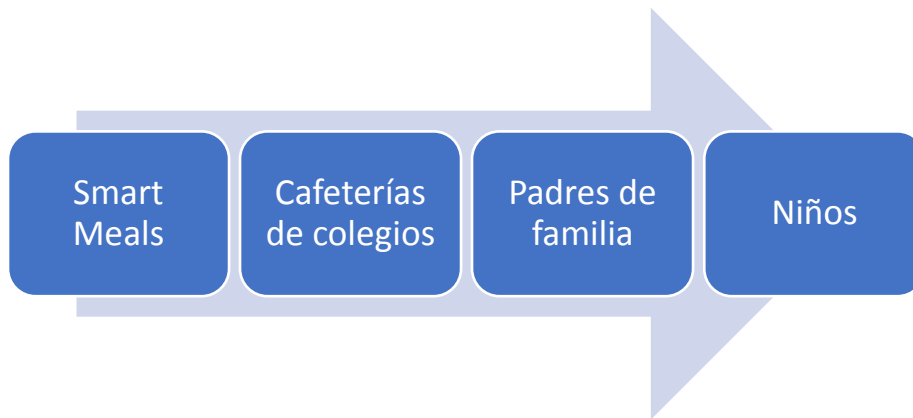 Smart
Meals
Cafeterías
de colegios
Padres de
familia
Niños